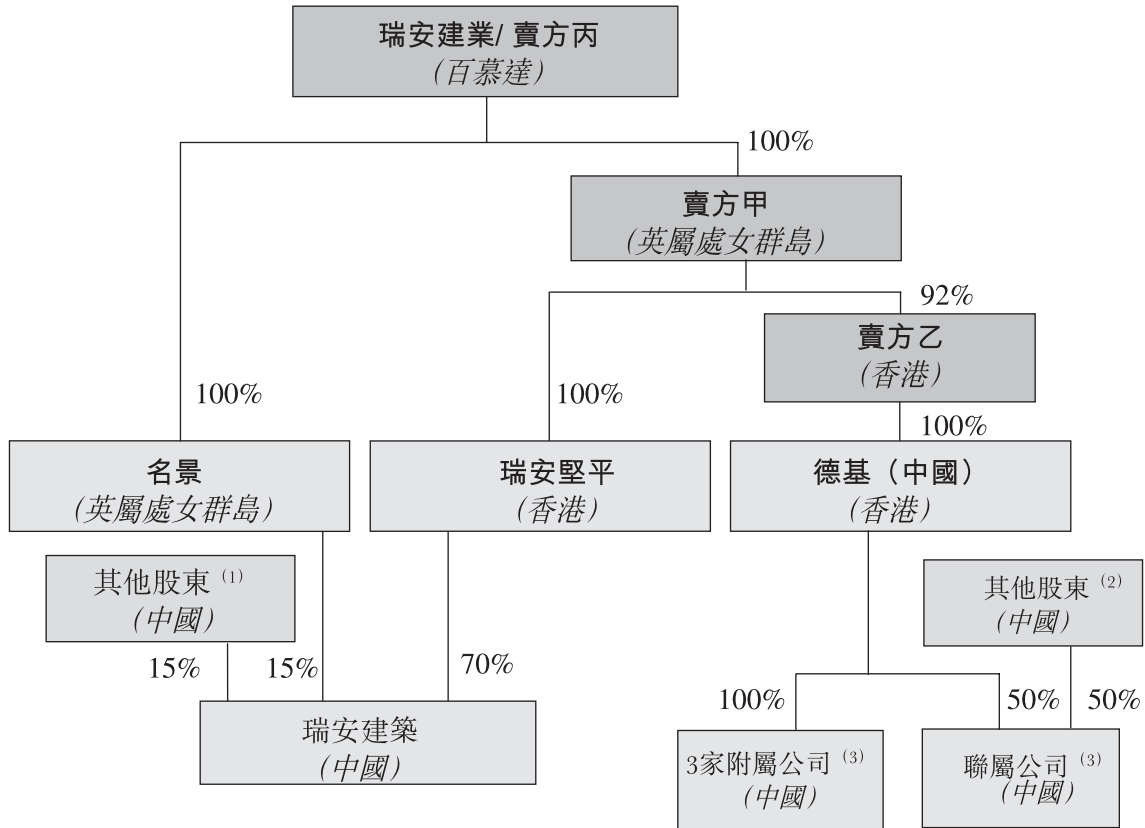 瑞安建業/ 賣方丙
(百慕達)
100%
賣方甲
(英屬處女群島)
92%
賣方乙
(香港)
100%
100%
100%
名景
(英屬處女群島)
瑞安堅平
(香港)
德基（中國）
(香港)
其他股東 (1)
(中國)
其他股東 (2)
(中國)
15%
15%
70%
100%
50%
50%
瑞安建築
(中國)
3家附屬公司 (3)
(中國)
聯屬公司 (3)
(中國)